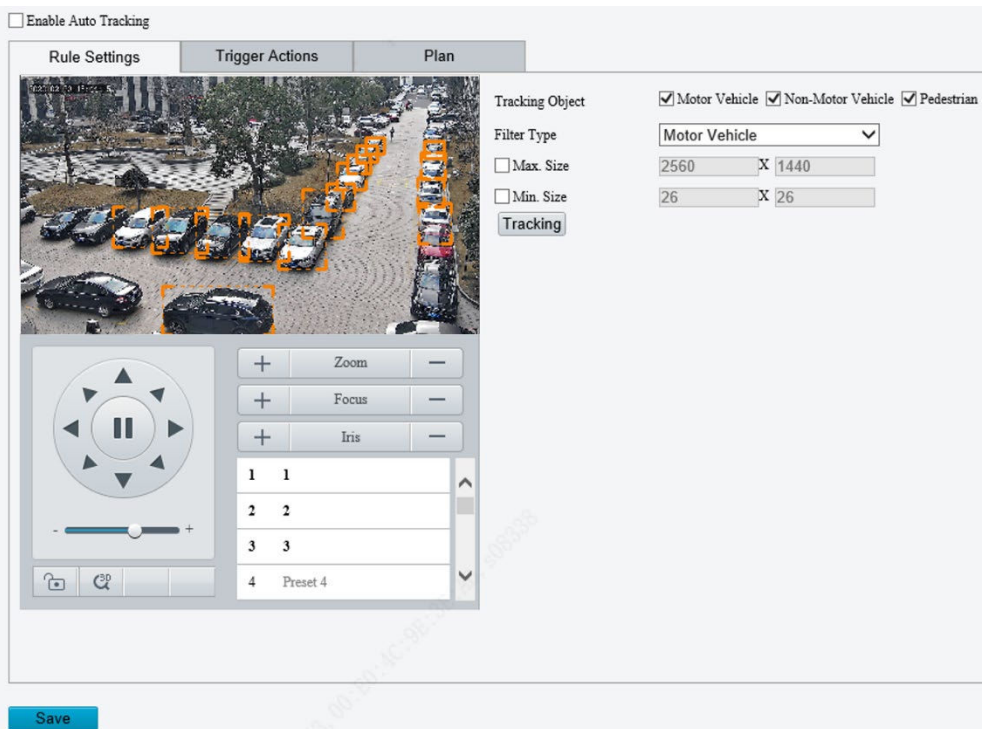 Enable Auto Tracking
Rule Settings Trigger Actions Plan
Tracking Object Motor Vehicle Non-Motor Vehicle Pedestrian
Filter Type Motor Vehicle
Max. Size 2560 X 1440
Min. Size 26 X 26
Tracking
+ Zoom —
+ Focus —
+ Iris —
1 1
2 2
3 3
4 Preset 4
- +
3D
Save